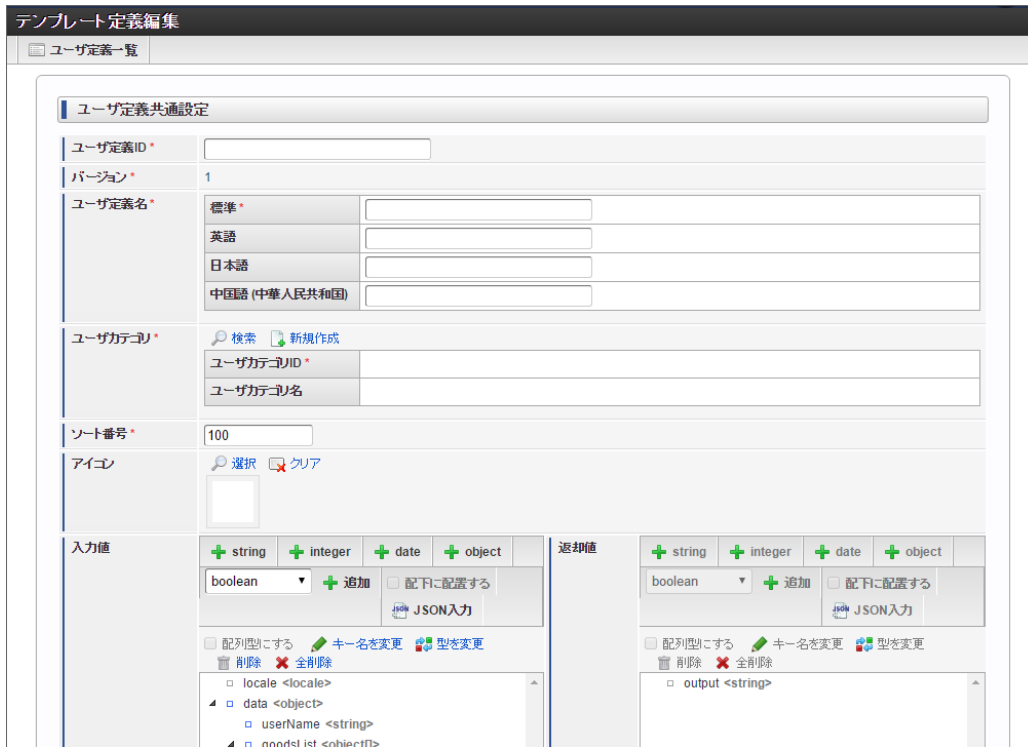 テンプレート定義編集
ユーザ定義一覧
ユーザ定義共通設定
ユーザ定義ID *
バージョン * 1
ユーザ定義名 *
標準 *
英語
日本語
中国語 (中華人民共和国)
ユーザカテゴリ * 検索 新規作成
ユーザカテゴリID *
ユーザカテゴリ名
ソート番号 * 100
アイコン 選択 クリア
入力値 string integer date object
boolean 追加 配下に配置する
JSON入力
配列型にする キー名を変更 型を変更
削除 全削除
locale <locale>
data <object>
userName <string>
goodsList <object[]>
返却値 string integer date object
boolean 追加 配下に配置する
JSON入力
配列型にする キー名を変更 型を変更
削除 全削除
output <string>